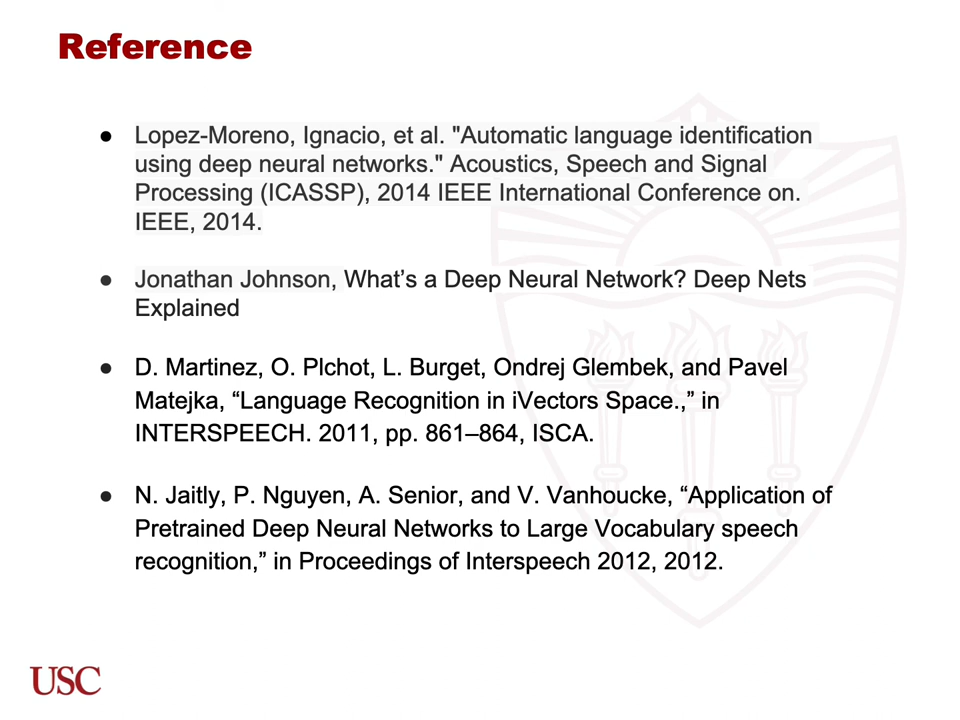 Reference
● Lopez-Moreno, Ignacio, et al. "Automatic language identification
using deep neural networks." Acoustics, Speech and Signal
Processing (ICASSP), 2014 IEEE International Conference on.
IEEE, 2014.
● Jonathan Johnson, What’s a Deep Neural Network? Deep Nets
Explained
● D. Martinez, O. Plchot, L. Burget, Ondrej Glembek, and Pavel
Matejka, “Language Recognition in iVectors Space.,” in
INTERSPEECH. 2011, pp. 861–864, ISCA.
● N. Jaitly, P. Nguyen, A. Senior, and V. Vanhoucke, “Application of
Pretrained Deep Neural Networks to Large Vocabulary speech
recognition,” in Proceedings of Interspeech 2012, 2012.
USC